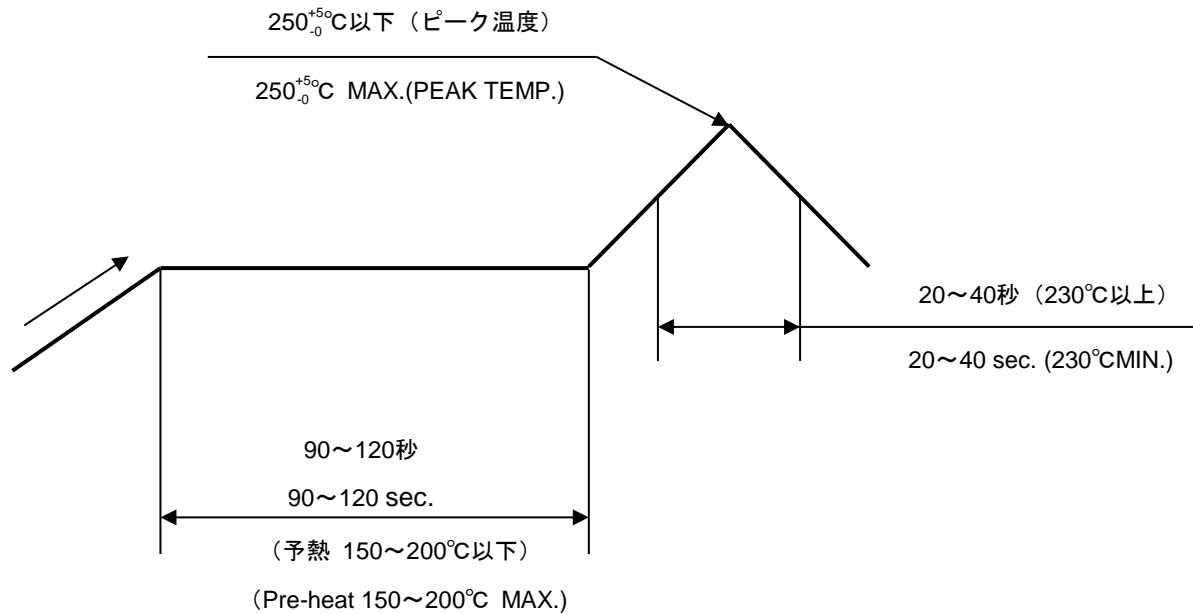 250+5-0°C以下（ピーク温度）
250+5-0°C MAX.(PEAK TEMP.)
20～40秒（230℃以上）
20～40 sec. (230℃MIN.)
90～120秒
90～120 sec.
（予熱 150～200℃以下）
（Pre-heat 150～200℃ MAX.)